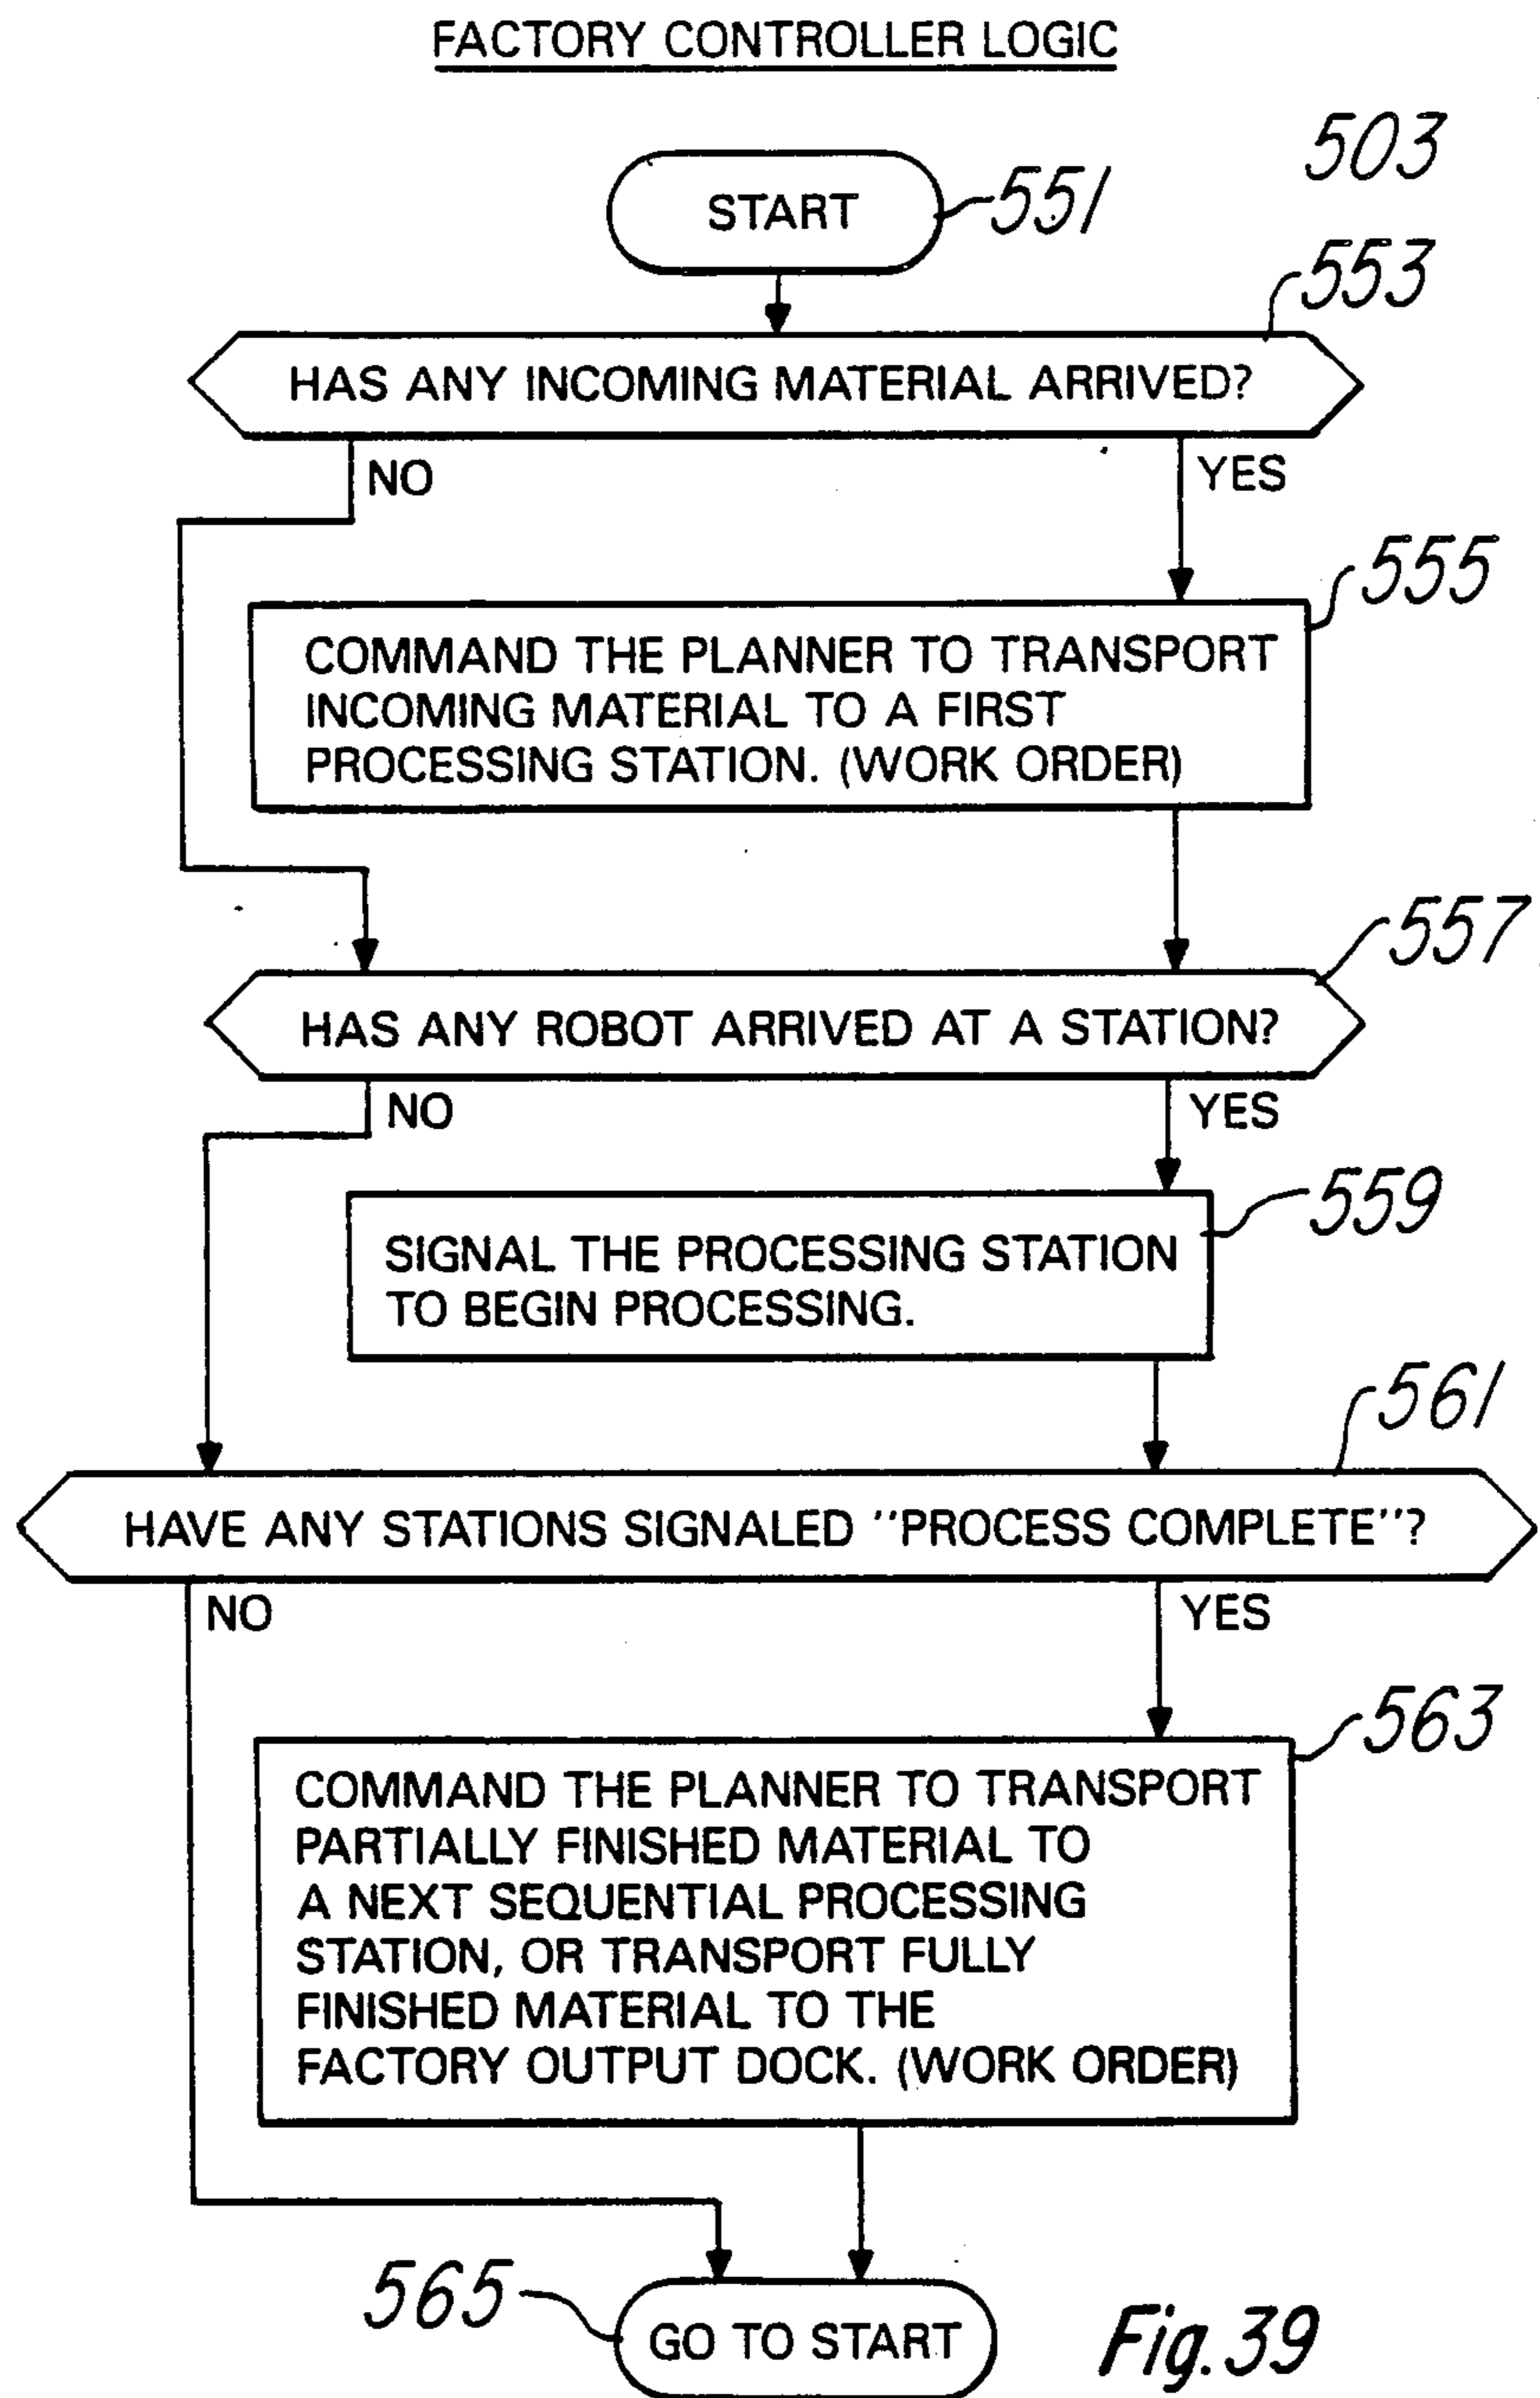 FACTORY CONTROLLER LOGIC
503
START
551
553
HAS ANY INCOMING MATERIAL ARRIVED?
NO
YES
555
COMMAND THE PLANNER TO TRANSPORT
INCOMING MATERIAL TO A FIRST
PROCESSING STATION. (WORK ORDER)
557
HAS ANY ROBOT ARRIVED AT A STATION?
NO
YES
559
SIGNAL THE PROCESSING STATION
TO BEGIN PROCESSING.
561
HAVE ANY STATIONS SIGNALED "PROCESS COMPLETE"?
NO
YES
563
COMMAND THE PLANNER TO TRANSPORT
PARTIALLY FINISHED MATERIAL TO
A NEXT SEQUENTIAL PROCESSING
STATION, OR TRANSPORT FULLY
FINISHED MATERIAL TO THE
FACTORY OUTPUT DOCK. (WORK ORDER)
565
GO TO START
Fig. 39